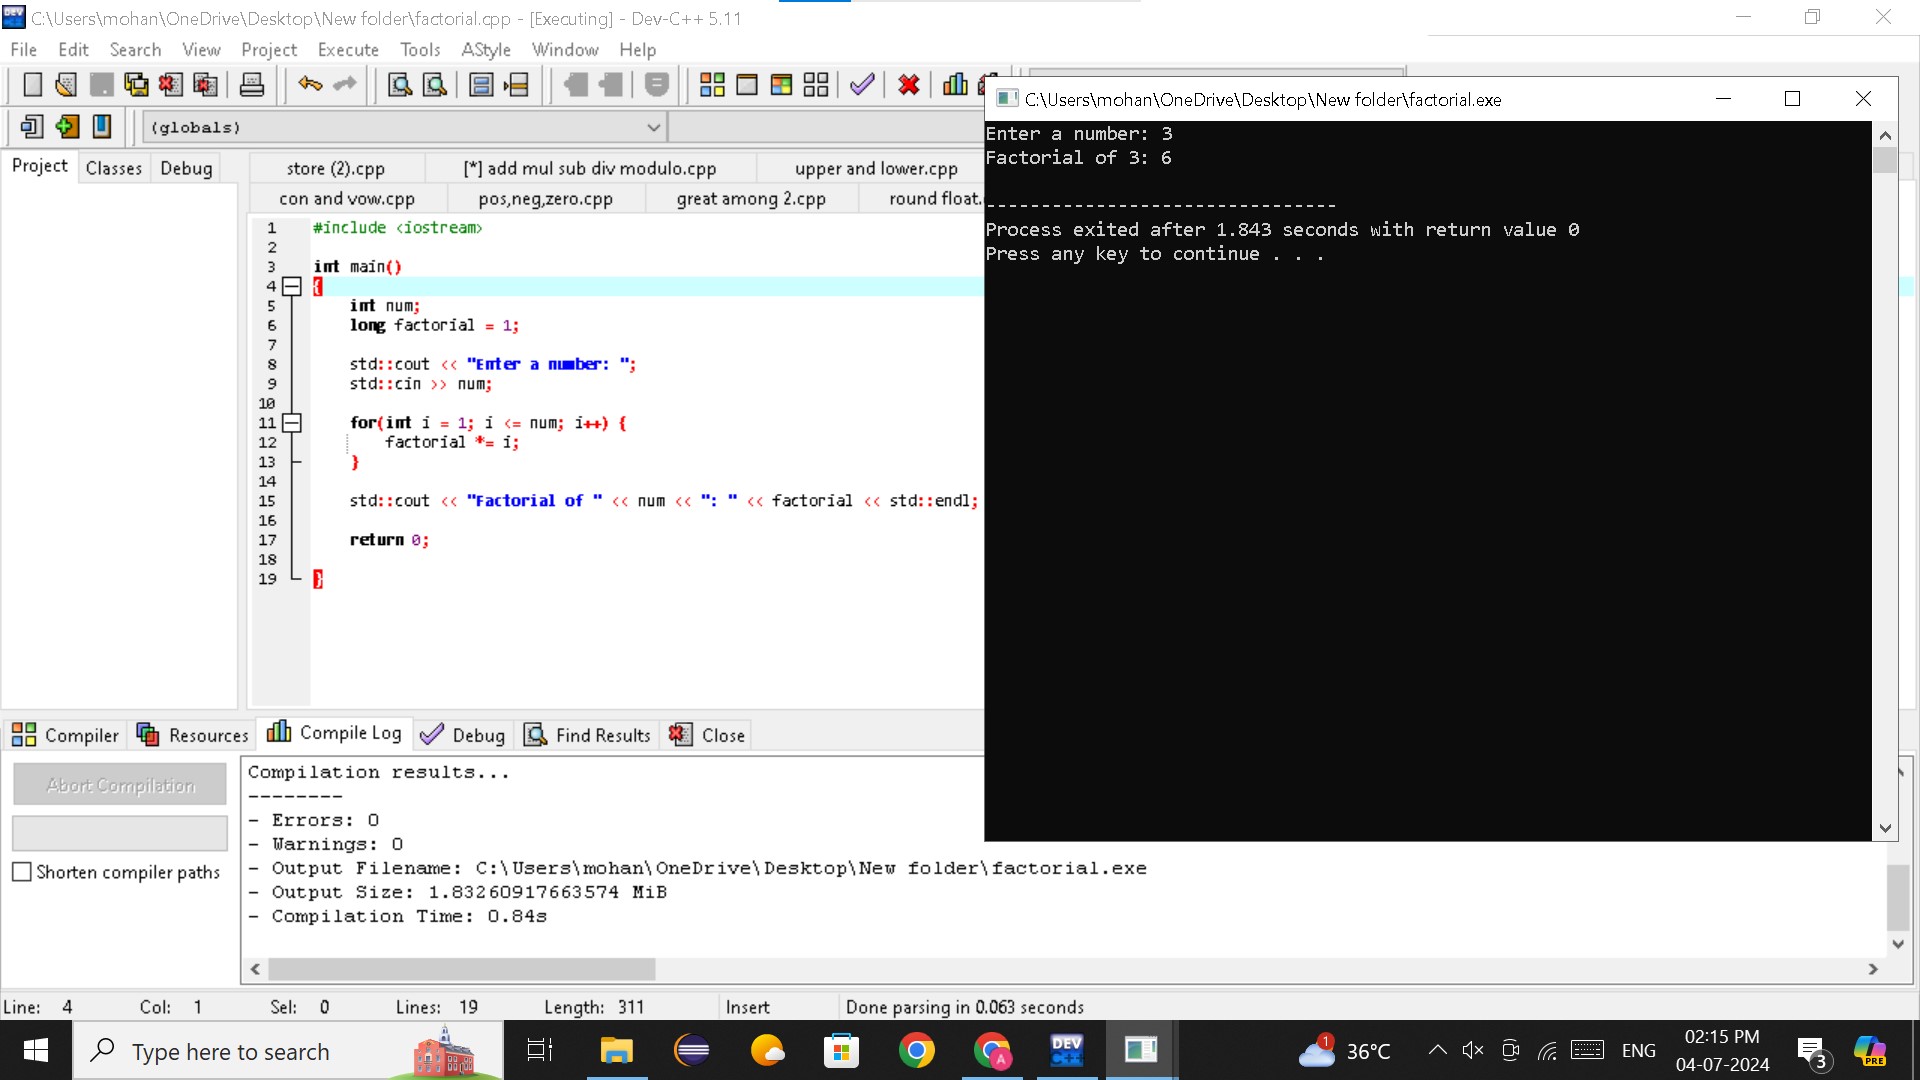 C:\Users\mohan\OneDrive\Desktop\New folder\factorial.cpp - [Executing] - Dev-C++ 5.11
File Edit Search View Project Execute Tools AStyle Window Help
(globals)
Project Classes Debug
store (2).cpp [*] add mul sub div modulo.cpp upper and lower.cpp
con and vow.cpp pos,neg,zero.cpp great among 2.cpp round float.
1 #include <iostream>
2
3 int main()
4 {
5 int num;
6 long factorial = 1;
7
8 std::cout << "Enter a number: ";
9 std::cin >> num;
10
11 for(int i = 1; i <= num; i++) {
12 factorial *= i;
13 }
14
15 std::cout << "Factorial of " << num << ": " << factorial << std::endl;
16
17 return 0;
18
19 }
C:\Users\mohan\OneDrive\Desktop\New folder\factorial.exe
Enter a number: 3
Factorial of 3: 6
--------------------------------
Process exited after 1.843 seconds with return value 0
Press any key to continue . . .
Compiler Resources Compile Log Debug Find Results Close
Abort Compilation
Shorten compiler paths
Compilation results...
--------
- Errors: 0
- Warnings: 0
- Output Filename: C:\Users\mohan\OneDrive\Desktop\New folder\factorial.exe
- Output Size: 1.83260917663574 MiB
- Compilation Time: 0.84s
Line: 4 Col: 1 Sel: 0 Lines: 19 Length: 311 Insert Done parsing in 0.063 seconds
Type here to search
A
DEV C++
1
36°C
ENG
02:15 PM
04-07-2024
3
PRE